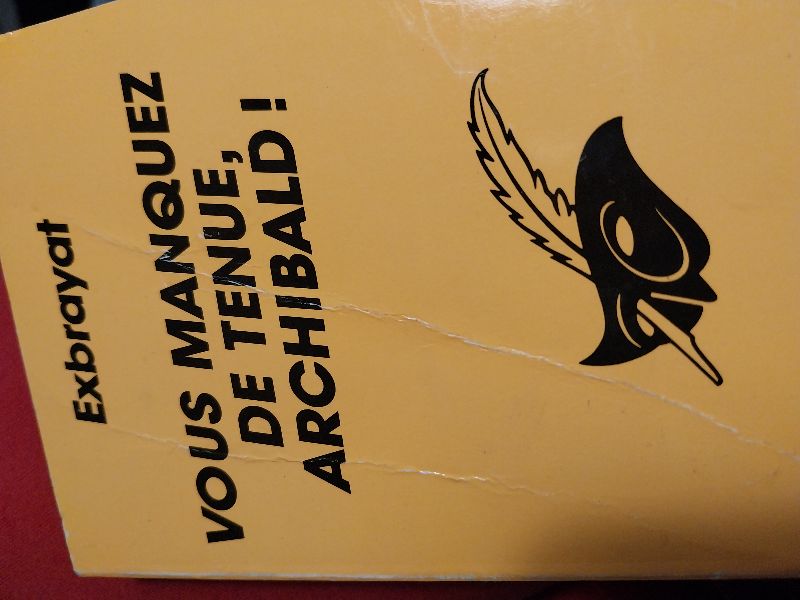 Exbrayat
VOUS MANQUEZ
DE TENUE,
ARCHIBALD !